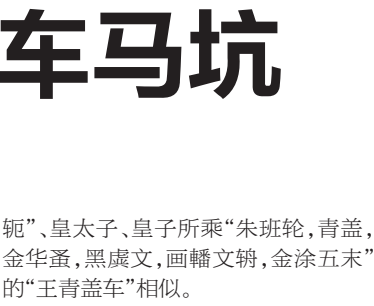 车马坑
轭”、皇太子、皇子所乘“朱班轮,青盖,
金华蚤,黑虡文,画轓文辀,金涂五末”
的“王青盖车”相似。